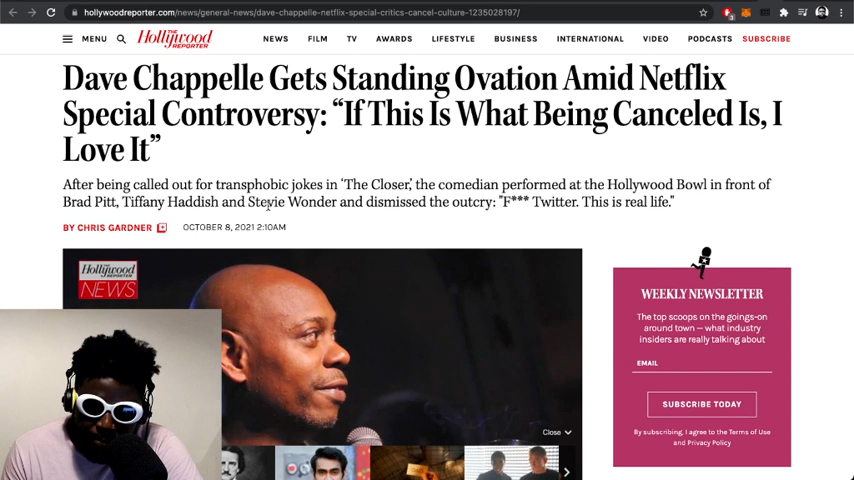 hollywoodreporter.com/news/general-news/dave-chappelle-netflix-special-critics-cancel-culture-1235028197/
3
MENU
THE
Hollywood
REPORTER
NEWS FILM TV AWARDS LIFESTYLE BUSINESS INTERNATIONAL VIDEO PODCASTS SUBSCRIBE
Dave Chappelle Gets Standing Ovation Amid Netflix
Special Controversy: “If This Is What Being Canceled Is, I
Love It”
After being called out for transphobic jokes in ‘The Closer,’ the comedian performed at the Hollywood Bowl in front of
Brad Pitt, Tiffany Haddish and Stevie Wonder and dismissed the outcry: "F*** Twitter. This is real life."
BY CHRIS GARDNER OCTOBER 8, 2021 2:10AM
Hollywood
REPORTER
NEWS
Close
WEEKLY NEWSLETTER
The top scoops on the goings-on
around town — what industry
insiders are really talking about
EMAIL
SUBSCRIBE TODAY
By subscribing, I agree to the Terms of Use
and Privacy Policy